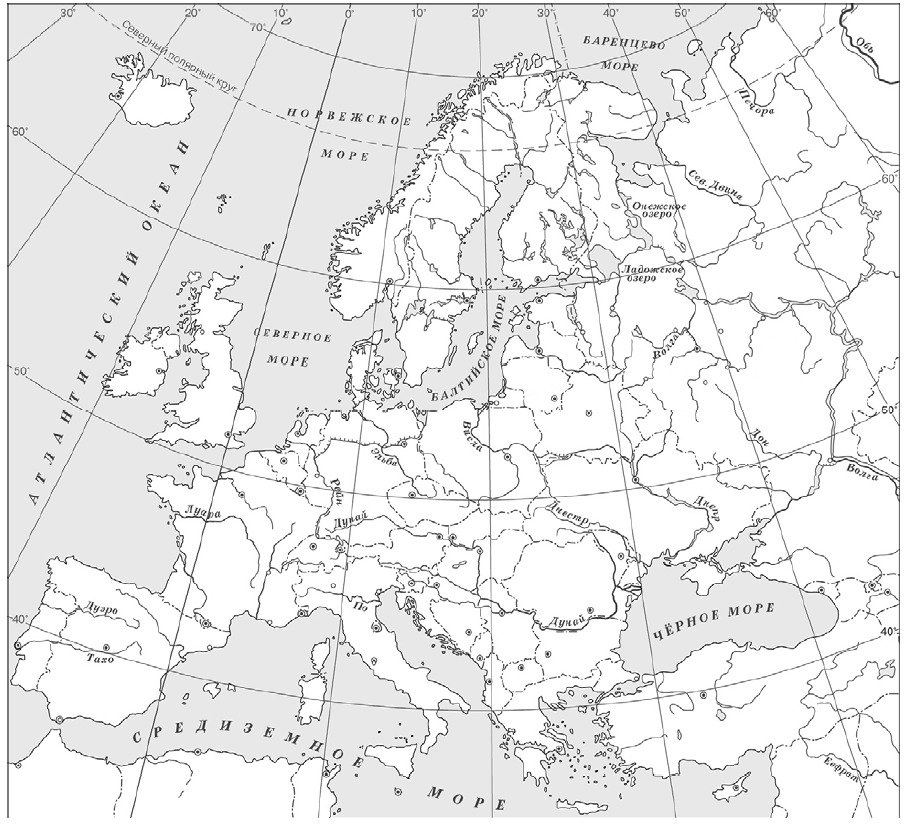 30°
20°
10°
0°
10°
20°
30°
40°
50°
60°
70°
Северный полярный круг
БАРЕНЦЕВО
МОРЕ
Обь
НОРВЕЖСКОЕ
МОРЕ
Печора
60°
60°
Сев. Двина
Онежское
озеро
Ладожское
озеро
АТЛАНТИЧЕСКИЙ ОКЕАН
СЕВЕРНОЕ
МОРЕ
БАЛТИЙСКОЕ МОРЕ
Волга
50°
50°
Висла
Эльба
Дон
Волга
Рейн
Луара
Дунай
Днестр
Днепр
Дуэро
По
Дунай
ЧЁРНОЕ МОРЕ
40°
40°
Тахо
СРЕДИЗЕМНОЕ
МОРЕ
Евфрат